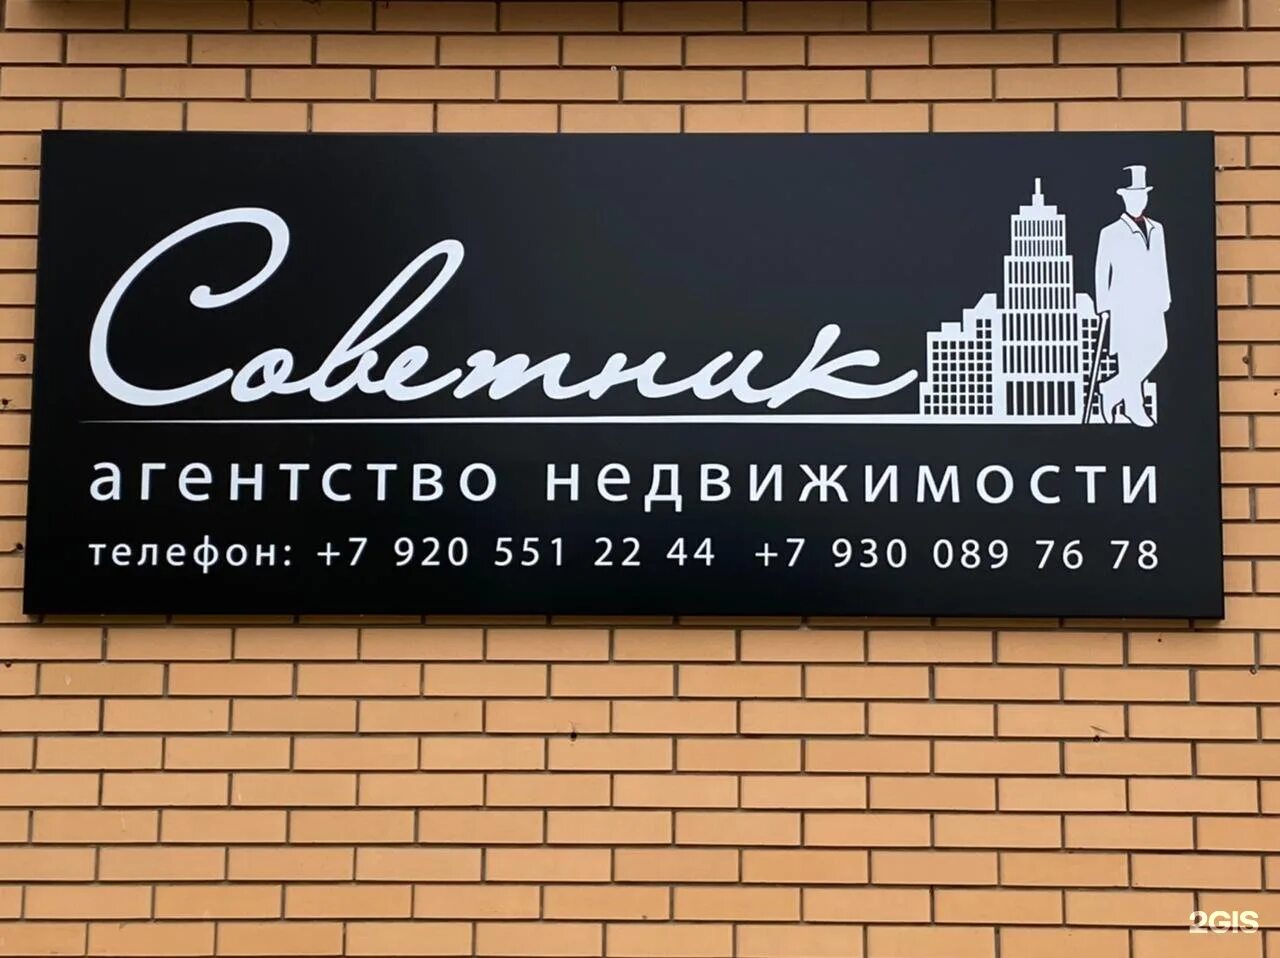 Советник
агентство недвижимости
телефон: +7 920 551 22 44 +7 930 089 76 78
2GIS